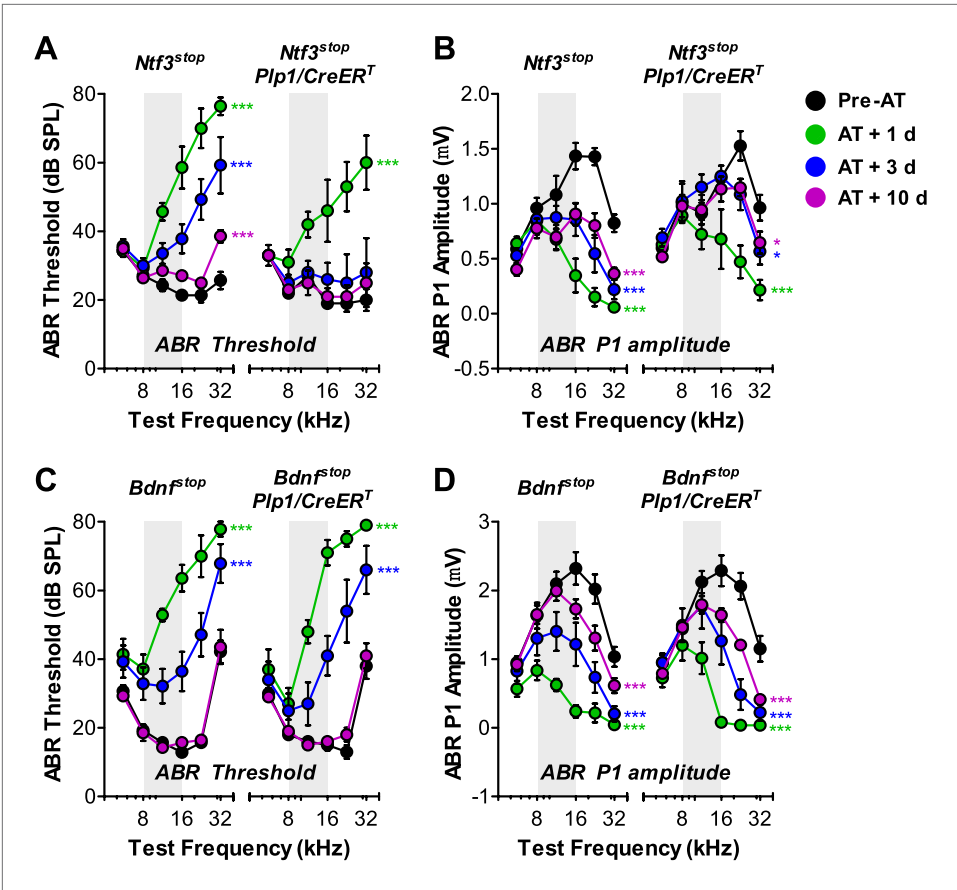 A
Ntf3stop
Ntf3stop
Plp1/CreERT
B
Ntf3stop
Ntf3stop
Plp1/CreERT
Pre-AT
AT + 1 d
AT + 3 d
AT + 10 d
ABR Threshold (dB SPL)
80
60
40
20
0
***
***
***
***
ABR Threshold
8 16 32 8 16 32
Test Frequency (kHz)
ABR P1 Amplitude (mV)
2.0
1.5
1.0
0.5
0.0
-0.5
***
***
***
*
*
***
ABR P1 amplitude
8 16 32 8 16 32
Test Frequency (kHz)
C
Bdnfstop
Bdnfstop
Plp1/CreERT
D
Bdnfstop
Bdnfstop
Plp1/CreERT
ABR Threshold (dB SPL)
80
60
40
20
0
***
***
***
***
ABR Threshold
8 16 32 8 16 32
Test Frequency (kHz)
ABR P1 Amplitude (mV)
3
2
1
0
-1
***
***
***
***
***
***
ABR P1 amplitude
8 16 32 8 16 32
Test Frequency (kHz)